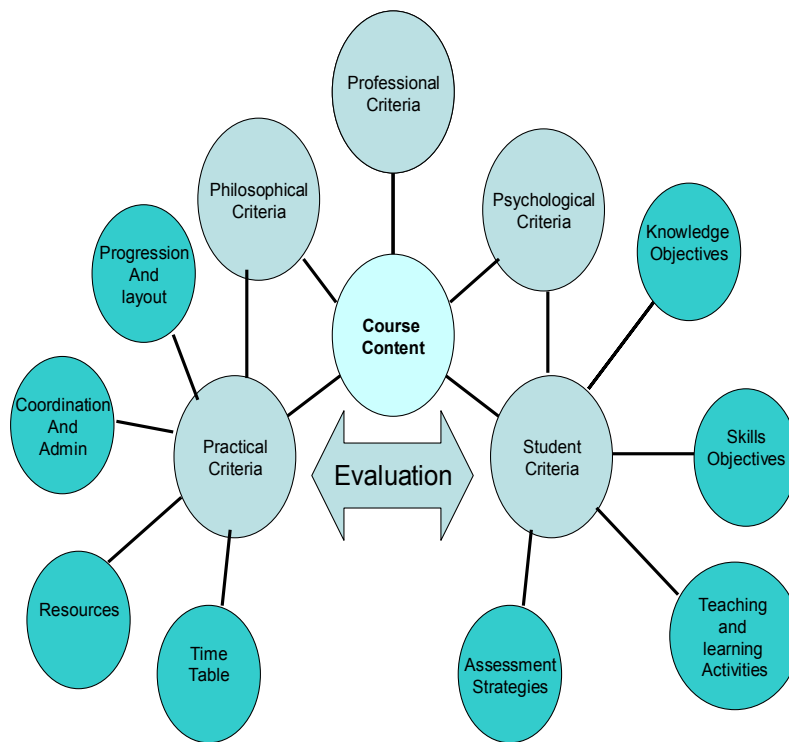 Professional
Criteria
Philosophical
Criteria
Psychological
Criteria
Knowledge
Objectives
Progression
And
layout
Course
Content
Coordination
And
Admin
Practical
Criteria
Evaluation
Student
Criteria
Skills
Objectives
Resources
Time
Table
Assessment
Strategies
Teaching
and
learning
Activities